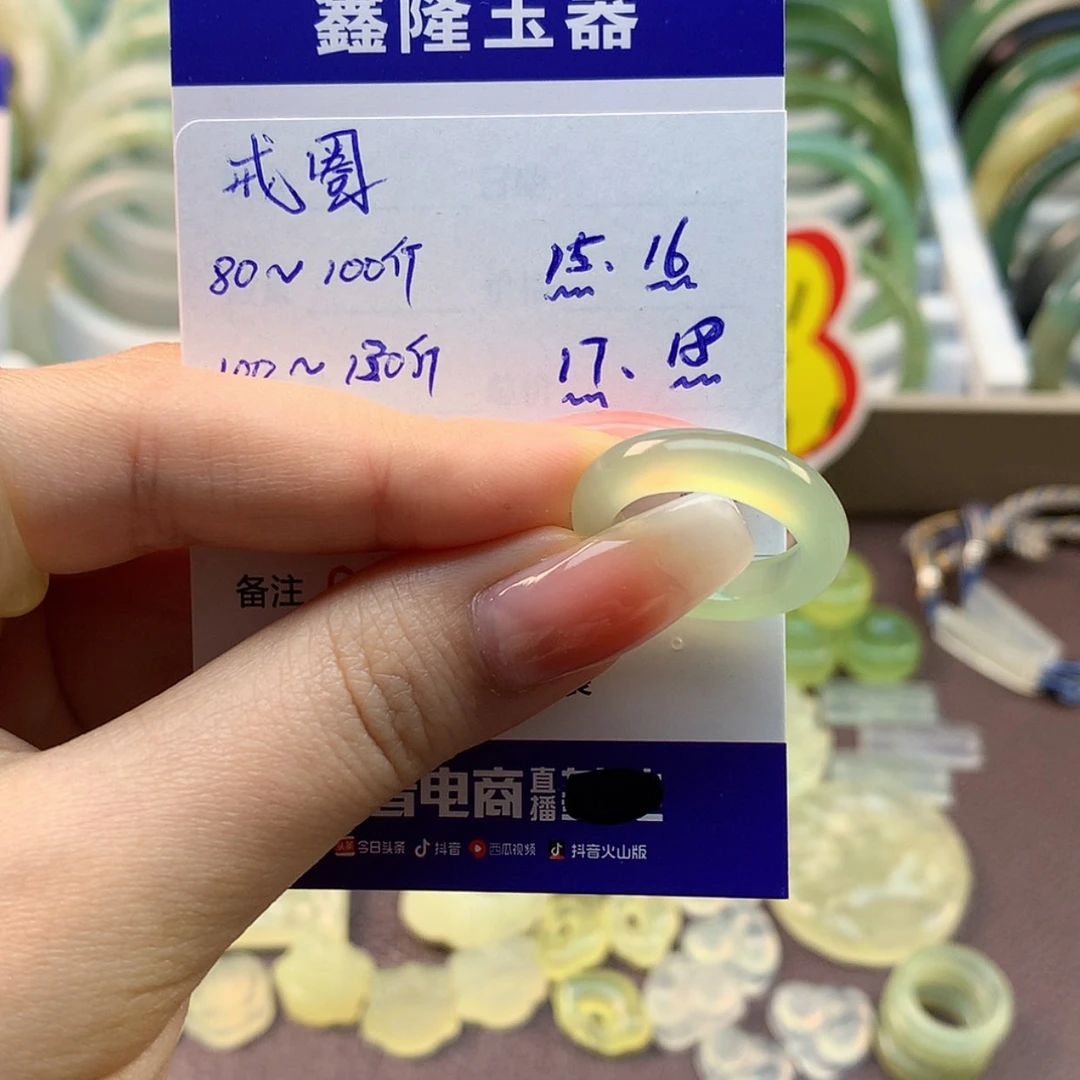 鑫隆玉器
戒圈
80~100斤 15、16
100~130斤 17、18
备注
电商 直播
今日头条 抖音 西瓜视频 抖音火山版